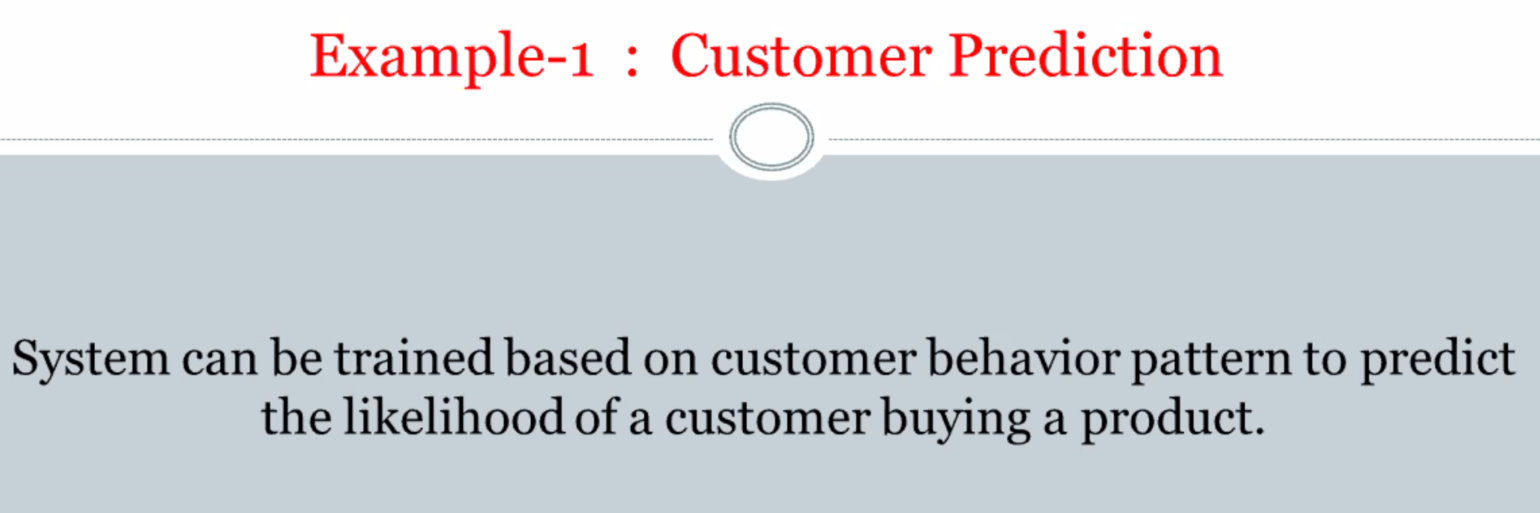 Example-1 : Customer Prediction
System can be trained based on customer behavior pattern to predict
the likelihood of a customer buying a product.